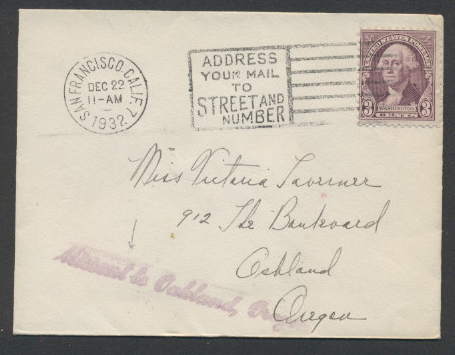 SAN FRANCISCO, CALIF. 7
DEC 22
11-AM
1932
ADDRESS
YOUR MAIL
TO
STREET AND
NUMBER
UNITED STATES POSTAGE
WASHINGTON
3 3
Miss Victoria Taverner
912 The Boulevard
Ashland
Oregon
Missent to Oakland,